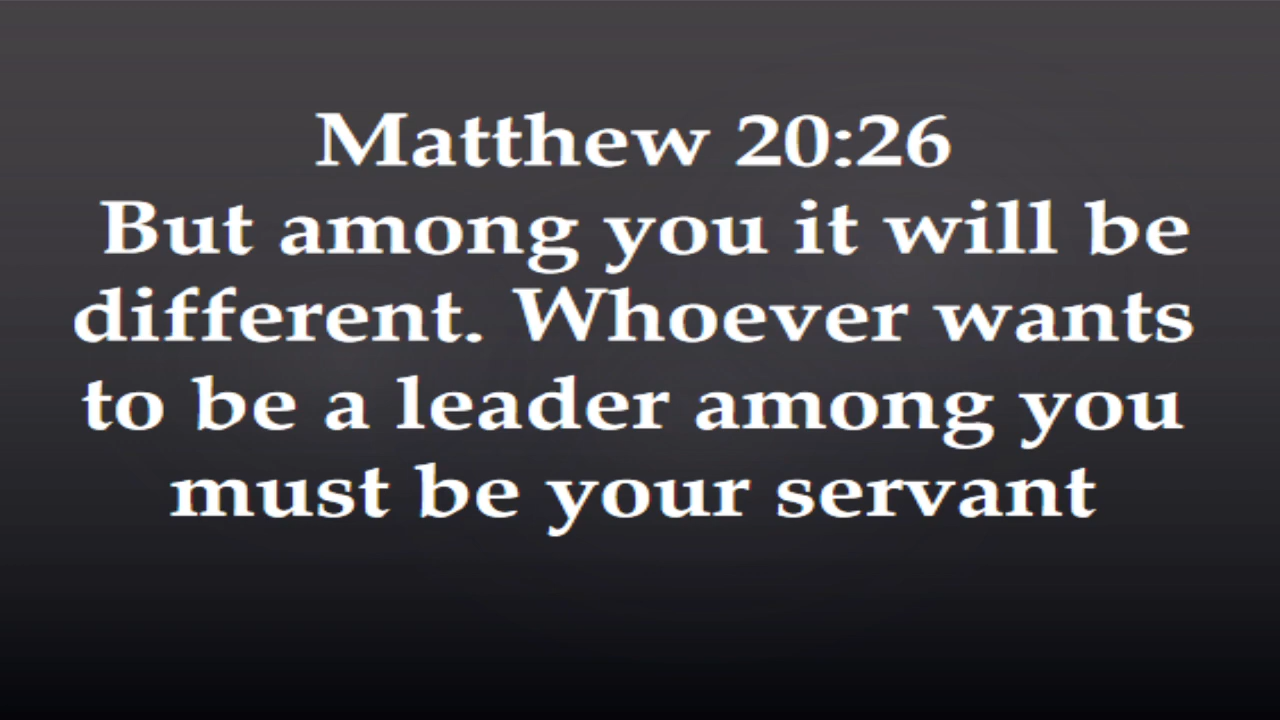 Matthew 20:26
But among you it will be
different. Whoever wants
to be a leader among you
must be your servant